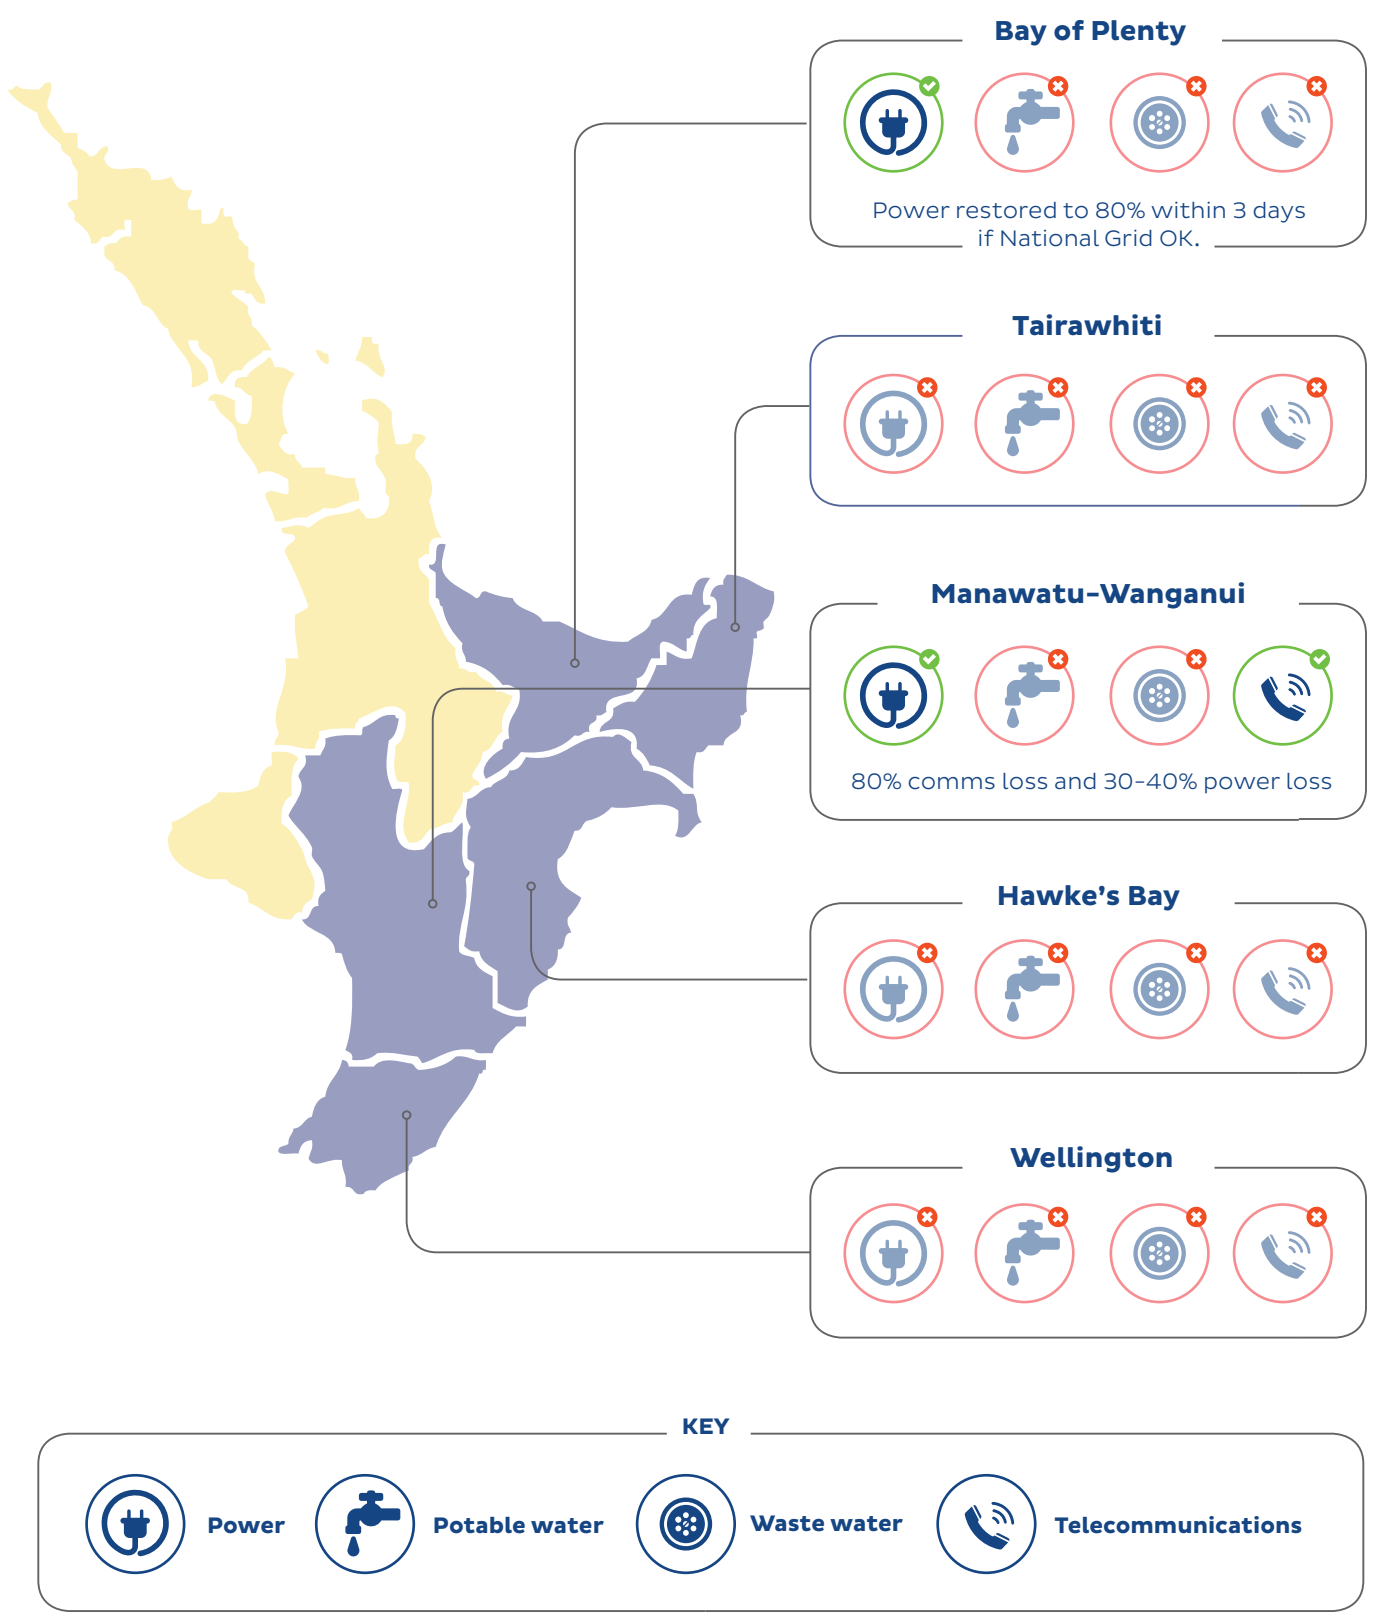 Bay of Plenty
Power restored to 80% within 3 days
if National Grid OK.
Tairawhiti
Manawatu-Wanganui
80% comms loss and 30-40% power loss
Hawke's Bay
Wellington
KEY
Power
Potable water
Waste water
Telecommunications